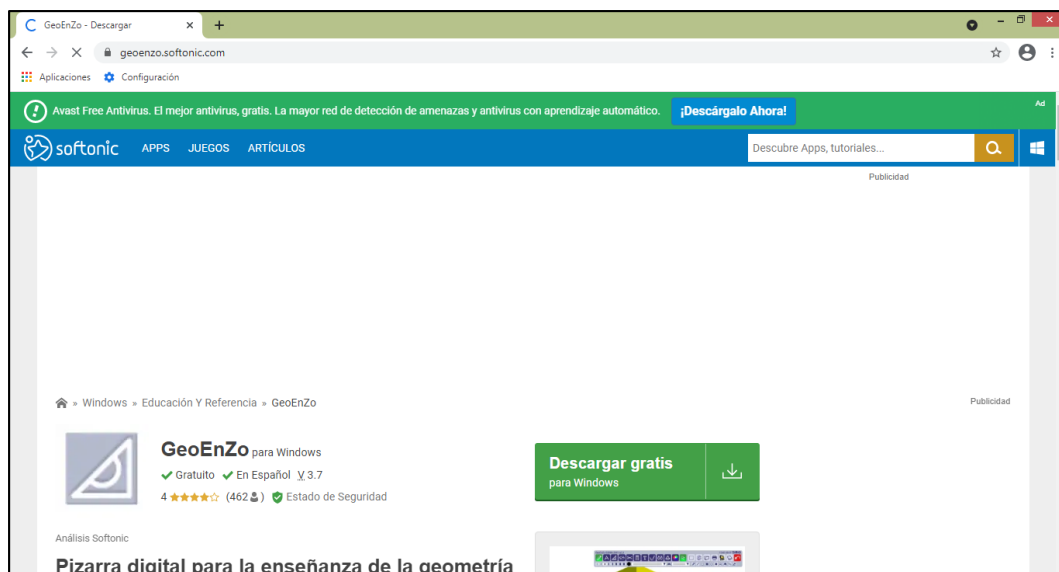 GeoEnZo - Descargar
geoenzo.softonic.com
Aplicaciones Configuración
Avast Free Antivirus. El mejor antivirus, gratis. La mayor red de detección de amenazas y antivirus con aprendizaje automático. ¡Descárgalo Ahora! Ad
softonic APPS JUEGOS ARTÍCULOS Descubre Apps, tutoriales...
Publicidad
» Windows » Educación Y Referencia » GeoEnZo Publicidad
GeoEnZo para Windows
Gratuito En Español V 3.7
4 (462) Estado de Seguridad
Descargar gratis
para Windows
Análisis Softonic
Pizarra digital para la enseñanza de la geometría